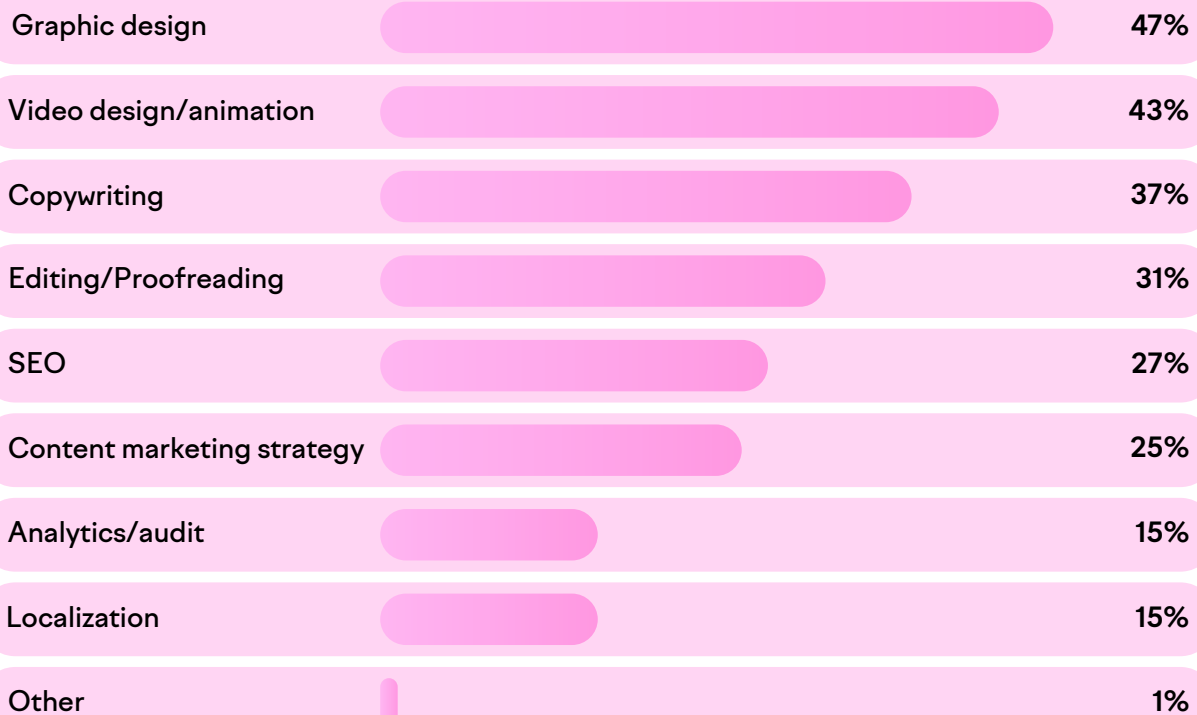 Graphic design 47%
Video design/animation 43%
Copywriting 37%
Editing/Proofreading 31%
SEO 27%
Content marketing strategy 25%
Analytics/audit 15%
Localization 15%
Other 1%